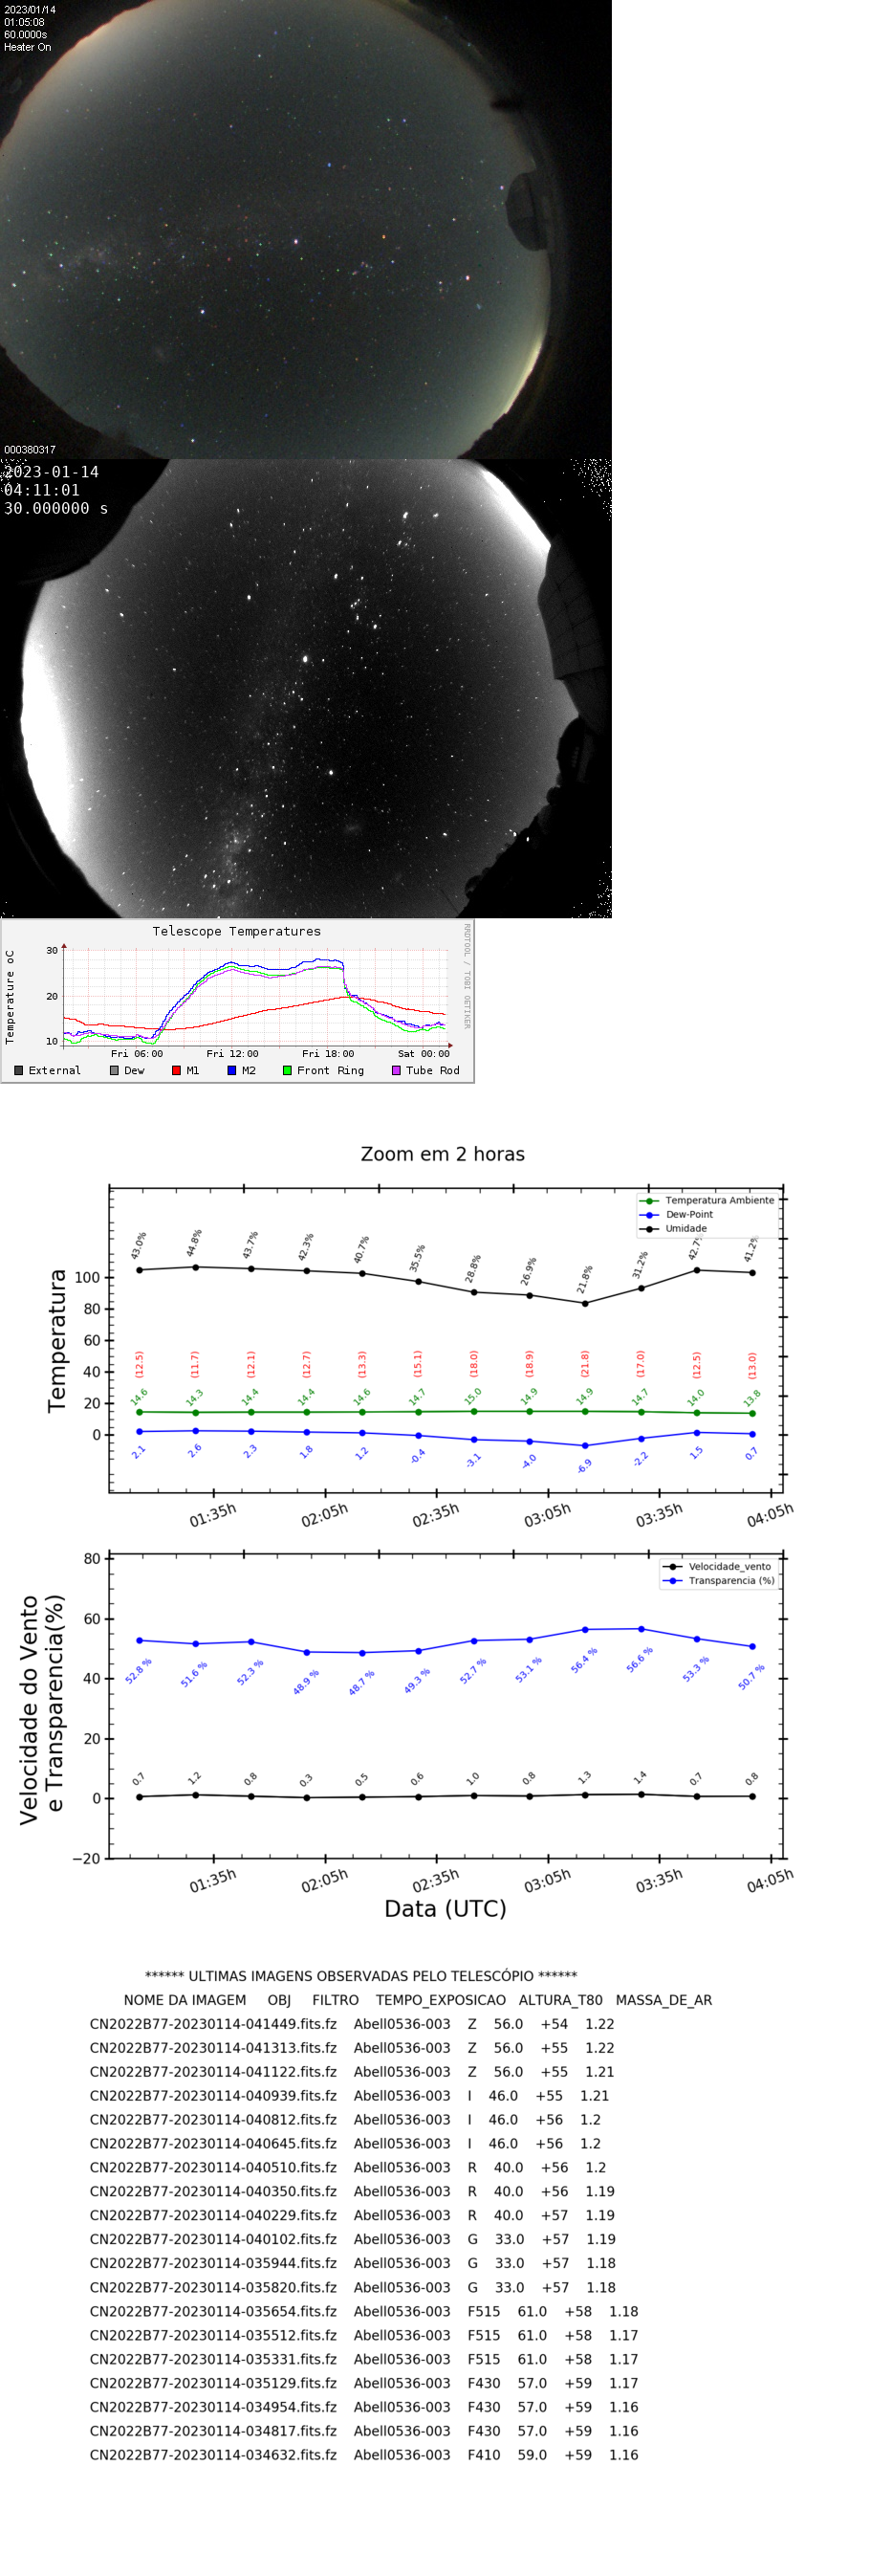 2023/01/14
01:05:08
60.0000s
Heater On
000380317
2023-01-14
04:11:01
30.000000 s
Telescope Temperatures
RRDTOOL / TOBI OETIKER
Temperature oC
30
20
10
Fri 06:00 Fri 12:00 Fri 18:00 Sat 00:00
External Dew M1 M2 Front Ring Tube Rod
Zoom em 2 horas
Temperatura Ambiente
Dew-Point
Umidade
Temperatura
100
80
60
40
20
0
43.0% 44.8% 43.7% 42.3% 40.7% 35.5% 28.8% 26.9% 21.8% 31.2% 42.7% 41.2%
(12.5) (11.7) (12.1) (12.7) (13.3) (15.1) (18.0) (18.9) (21.8) (17.0) (12.5) (13.0)
14.6 14.3 14.4 14.4 14.6 14.7 15.0 14.9 14.9 14.7 14.0 13.8
2.1 2.6 2.3 1.8 1.2 -0.4 -3.1 -4.0 -6.9 -2.2 1.5 0.7
01:35h 02:05h 02:35h 03:05h 03:35h 04:05h
Velocidade_vento
Transparencia (%)
Velocidade do Vento
e Transparencia(%)
80
60
40
20
0
−20
52.8 % 51.6 % 52.3 % 48.9 % 48.7 % 49.3 % 52.7 % 53.1 % 56.4 % 56.6 % 53.3 % 50.7 %
0.7 1.2 0.8 0.3 0.5 0.6 1.0 0.8 1.3 1.4 0.7 0.8
01:35h 02:05h 02:35h 03:05h 03:35h 04:05h
Data (UTC)
****** ULTIMAS IMAGENS OBSERVADAS PELO TELESCÓPIO ******
NOME DA IMAGEM OBJ FILTRO TEMPO_EXPOSICAO ALTURA_T80 MASSA_DE_AR
CN2022B77-20230114-041449.fits.fz Abell0536-003 Z 56.0 +54 1.22
CN2022B77-20230114-041313.fits.fz Abell0536-003 Z 56.0 +55 1.22
CN2022B77-20230114-041122.fits.fz Abell0536-003 Z 56.0 +55 1.21
CN2022B77-20230114-040939.fits.fz Abell0536-003 I 46.0 +55 1.21
CN2022B77-20230114-040812.fits.fz Abell0536-003 I 46.0 +56 1.2
CN2022B77-20230114-040645.fits.fz Abell0536-003 I 46.0 +56 1.2
CN2022B77-20230114-040510.fits.fz Abell0536-003 R 40.0 +56 1.2
CN2022B77-20230114-040350.fits.fz Abell0536-003 R 40.0 +56 1.19
CN2022B77-20230114-040229.fits.fz Abell0536-003 R 40.0 +57 1.19
CN2022B77-20230114-040102.fits.fz Abell0536-003 G 33.0 +57 1.19
CN2022B77-20230114-035944.fits.fz Abell0536-003 G 33.0 +57 1.18
CN2022B77-20230114-035820.fits.fz Abell0536-003 G 33.0 +57 1.18
CN2022B77-20230114-035654.fits.fz Abell0536-003 F515 61.0 +58 1.18
CN2022B77-20230114-035512.fits.fz Abell0536-003 F515 61.0 +58 1.17
CN2022B77-20230114-035331.fits.fz Abell0536-003 F515 61.0 +58 1.17
CN2022B77-20230114-035129.fits.fz Abell0536-003 F430 57.0 +59 1.17
CN2022B77-20230114-034954.fits.fz Abell0536-003 F430 57.0 +59 1.16
CN2022B77-20230114-034817.fits.fz Abell0536-003 F430 57.0 +59 1.16
CN2022B77-20230114-034632.fits.fz Abell0536-003 F410 59.0 +59 1.16